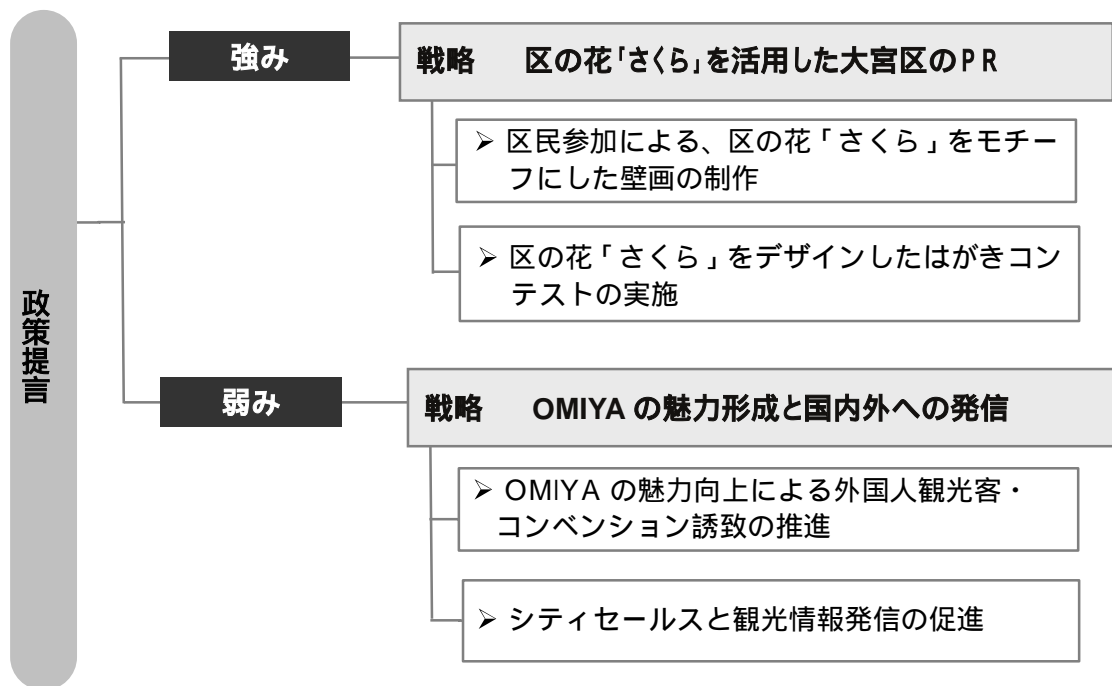 政策提言
強み
戦略 区の花「さくら」を活用した大宮区のPR
➢ 区民参加による、区の花「さくら」をモチー
フにした壁画の制作
➢ 区の花「さくら」をデザインしたはがきコン
テストの実施
弱み
戦略 OMIYA の魅力形成と国内外への発信
➢ OMIYA の魅力向上による外国人観光客・
コンベンション誘致の推進
➢ シティセールスと観光情報発信の促進